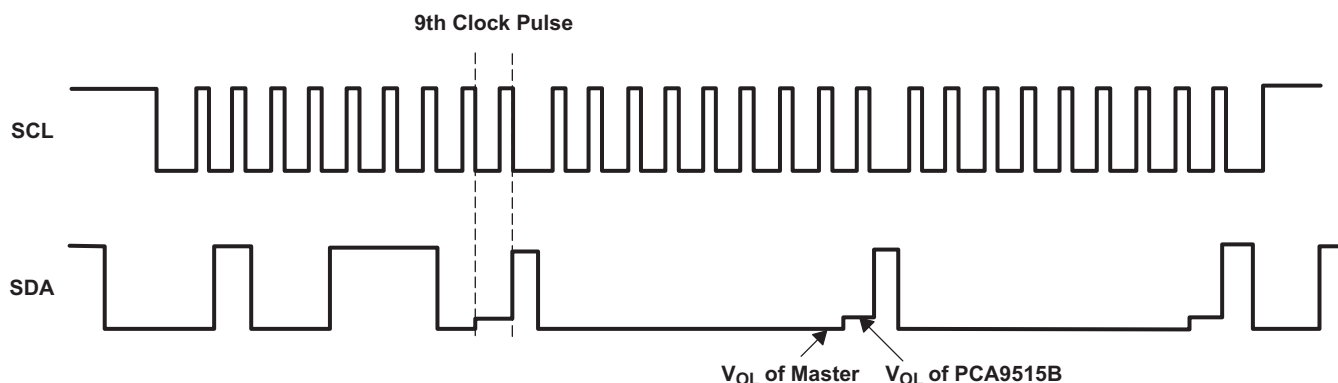 9th Clock Pulse
SCL
SDA
VOL of Master
VOL of PCA9515B